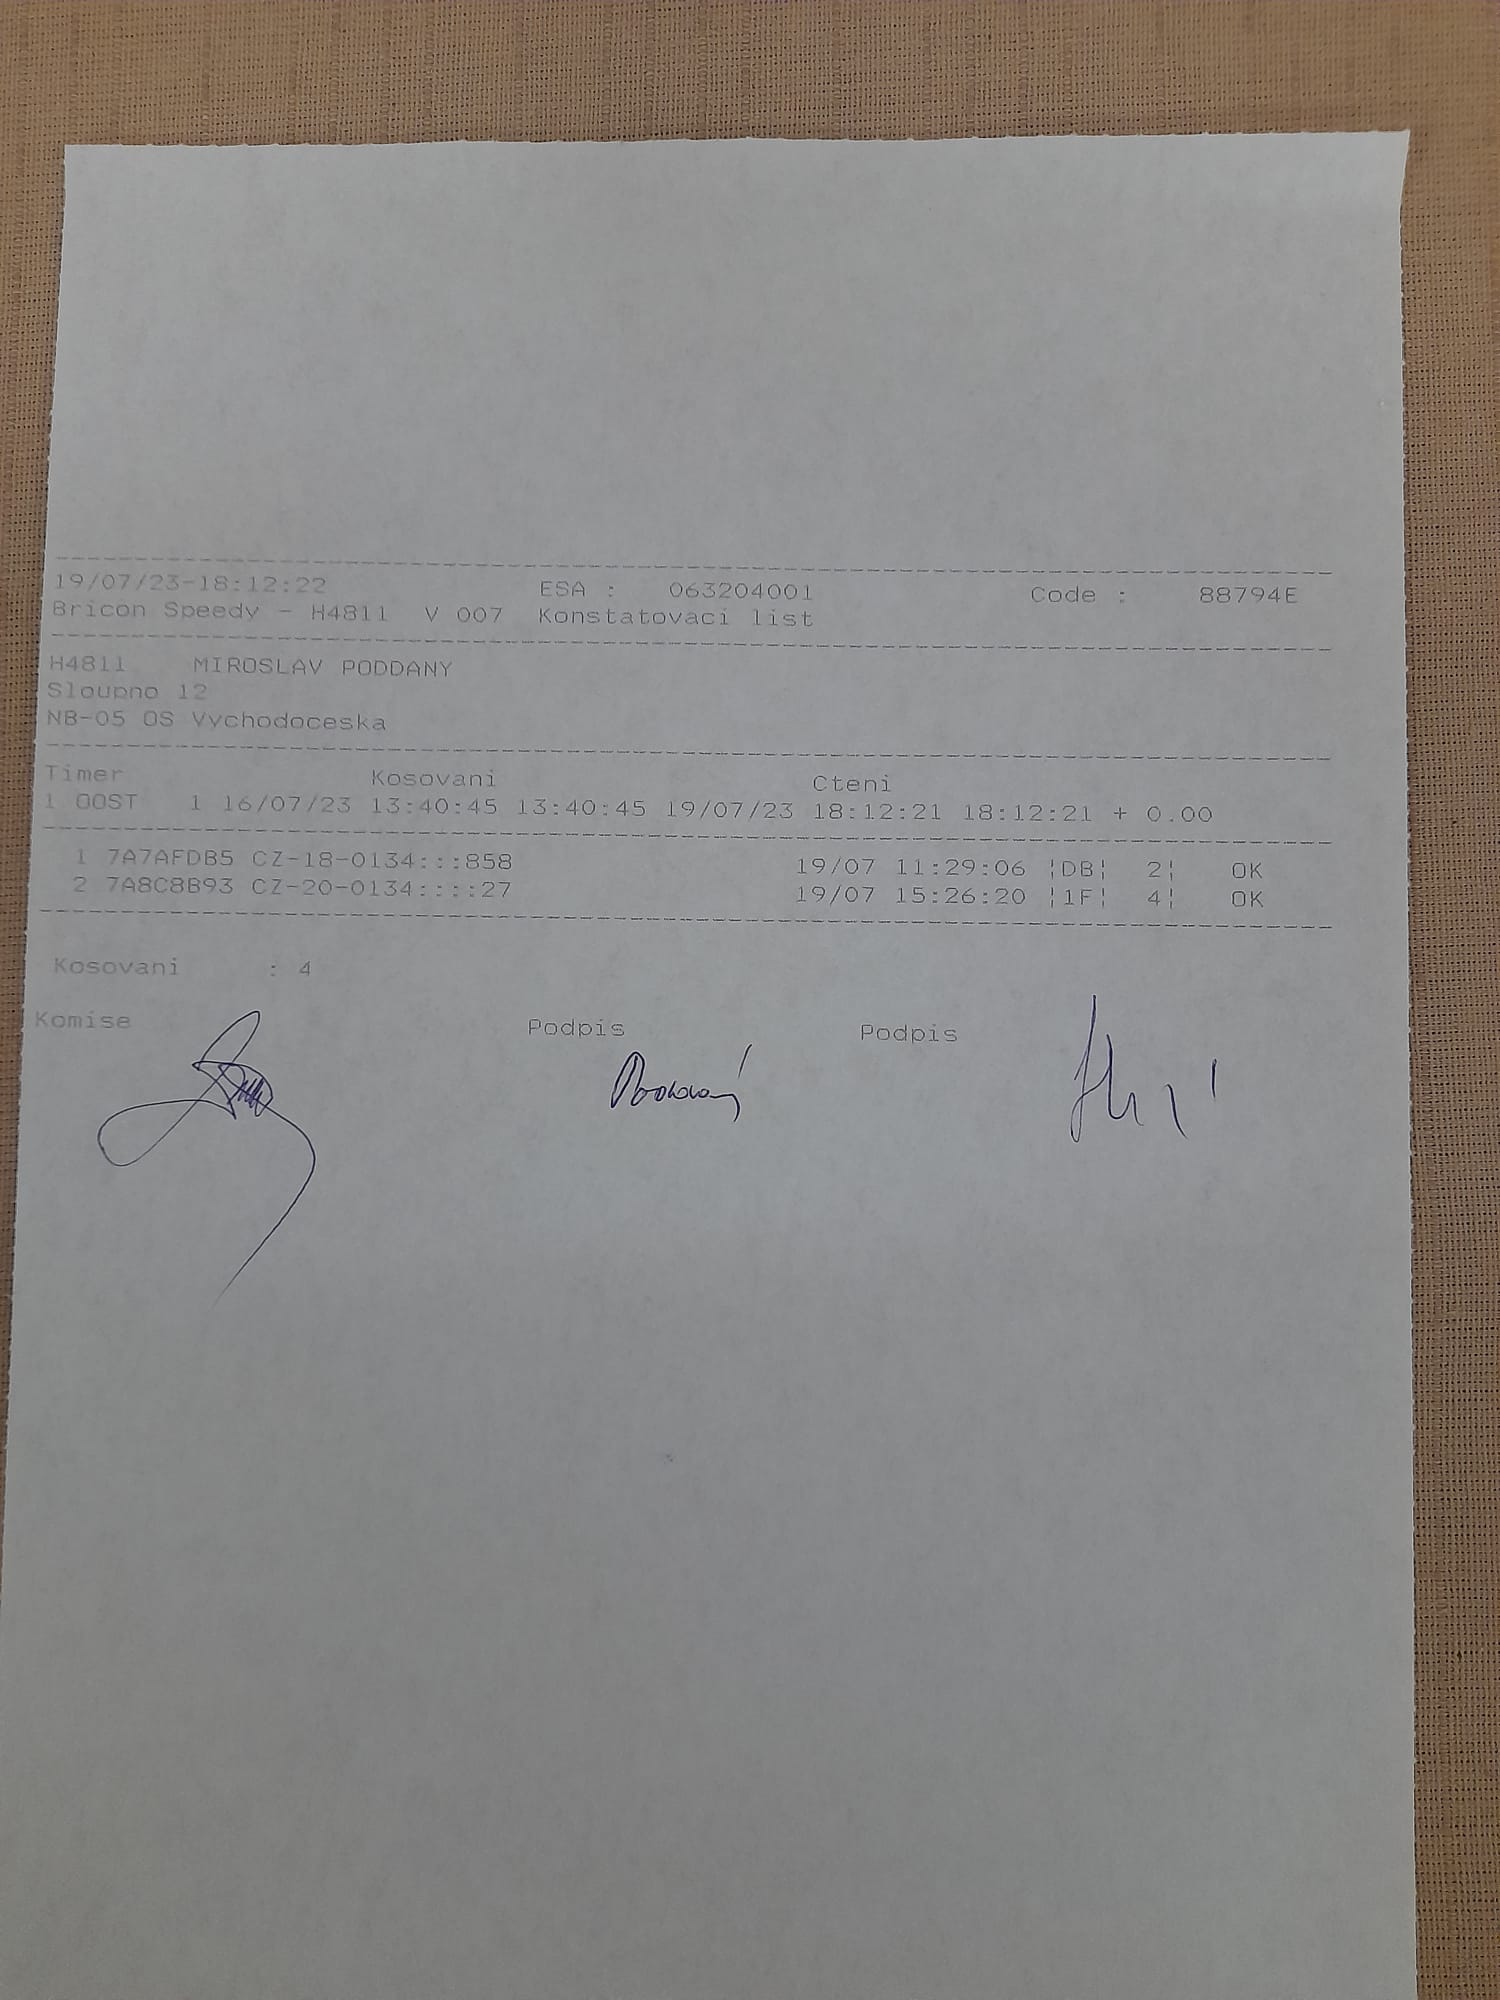 19/07/23-18:12:22 ESA : 063204001 Code : 88794E
Bricon Speedy - H4811 V 007 Konstatovaci list
H4811 MIROSLAV PODDANY
Sloupno 12
NB-05 OS Vychodoceska
Timer Kosovani Cteni
1 OOST 1 16/07/23 13:40:45 13:40:45 19/07/23 18:12:21 18:12:21 + 0.00
1 7A7AFDB5 CZ-18-0134:::858 19/07 11:29:06 ¦DB¦ 2¦ OK
2 7A8C8B93 CZ-20-0134::::27 19/07 15:26:20 ¦1F¦ 4¦ OK
Kosovani : 4
Komise Podpis Podpis
Poddaný